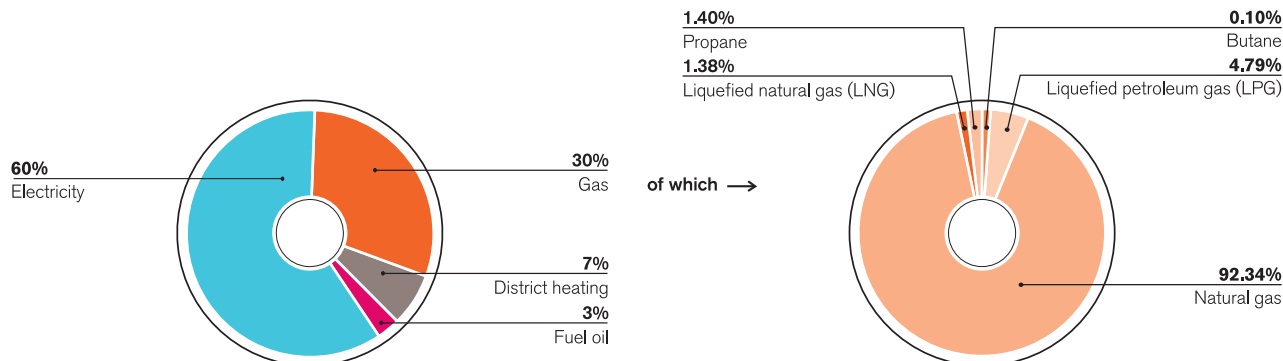 60%
Electricity
30%
Gas
7%
District heating
3%
Fuel oil
of which →
1.40%
Propane
1.38%
Liquefied natural gas (LNG)
0.10%
Butane
4.79%
Liquefied petroleum gas (LPG)
92.34%
Natural gas